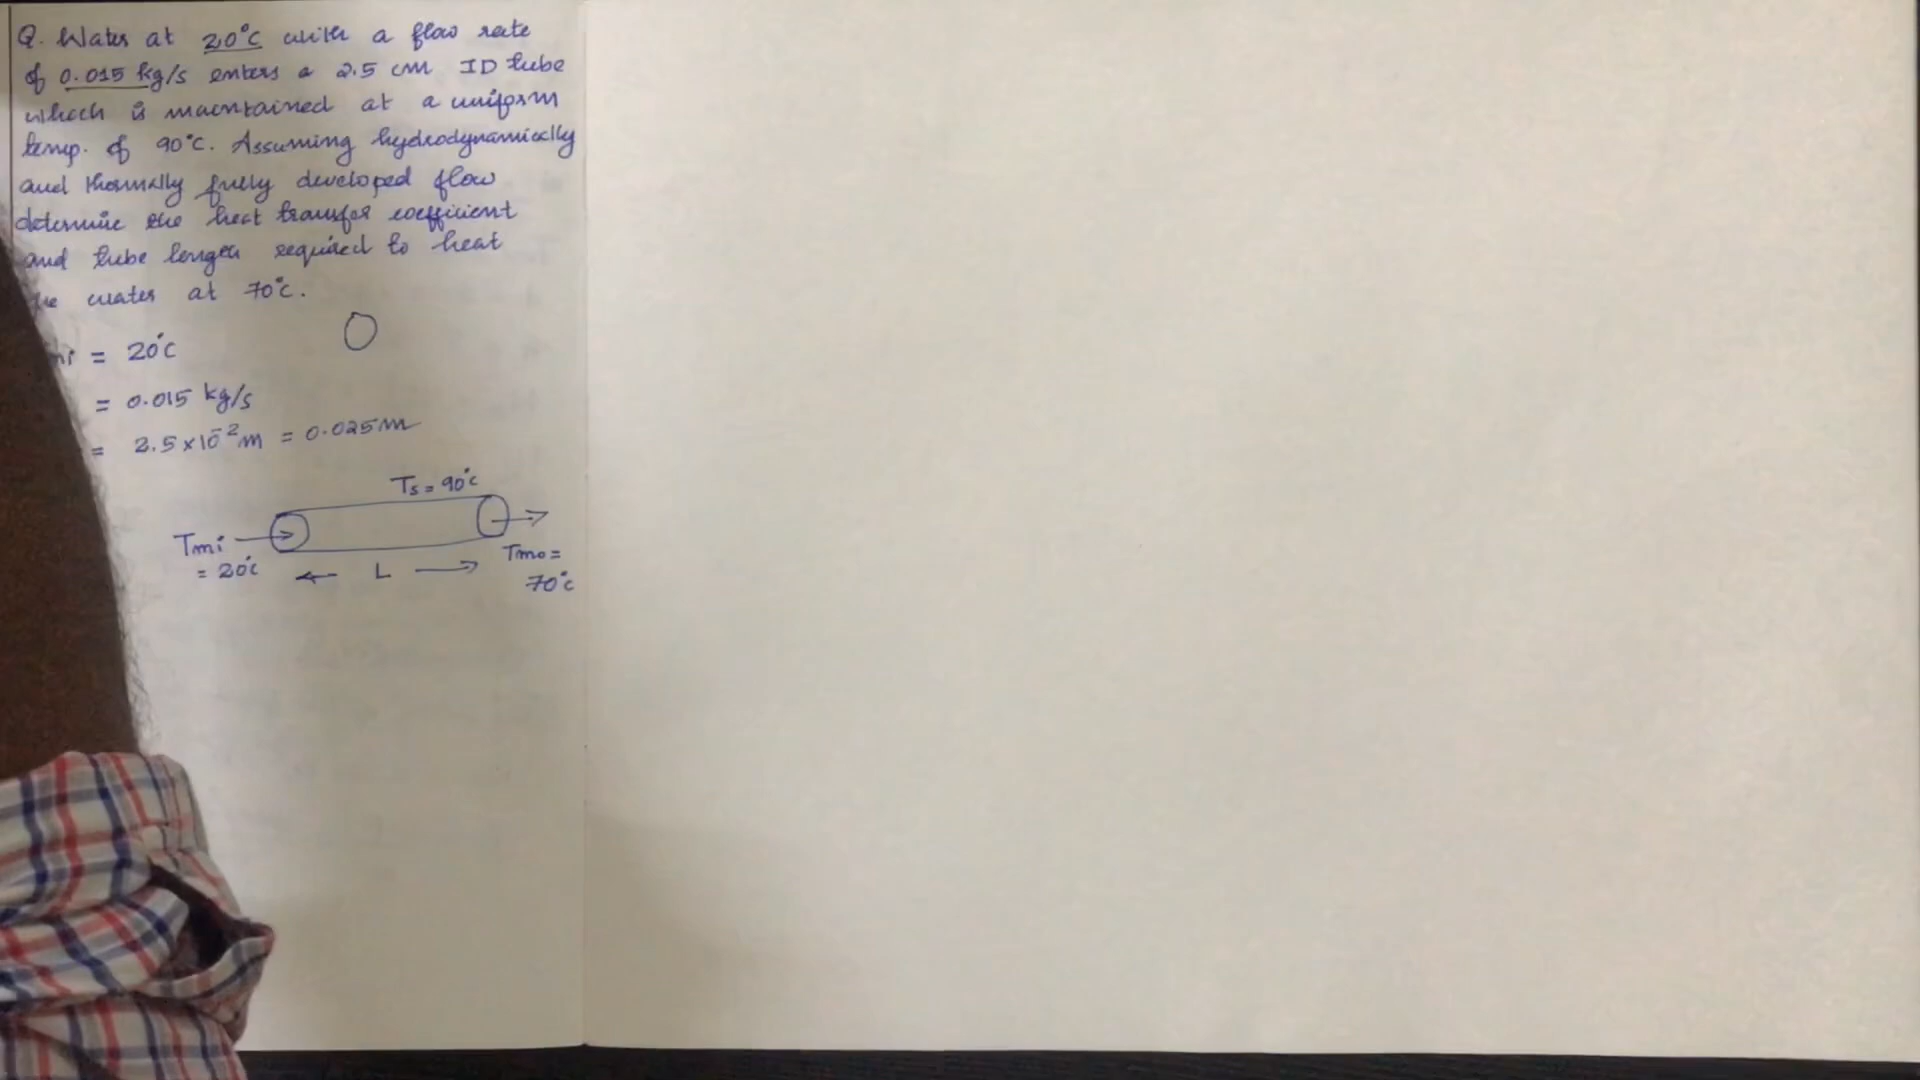 Q. Water at 20°C with a flow rate
of 0.015 kg/s enters a 2.5 cm ID tube
which is maintained at a uniform
temp. of 90°C. Assuming hydrodynamically
and thermally fully developed flow
determine the heat transfer coefficient
and tube length required to heat
the water at 70°C.
= 20°C
= 0.015 kg/s
= 2.5×10⁻²m = 0.025m
Ts = 90°C
Tmi
= 20°C
L
Tmo =
70°C